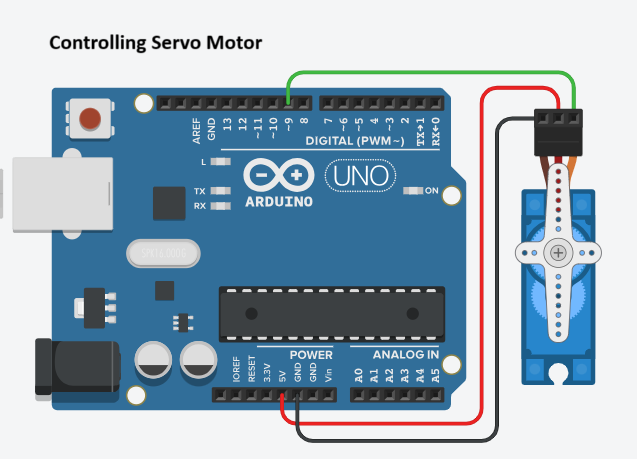 Controlling Servo Motor
AREF
GND
13
12
~11
~10
~9
8
7
~6
~5
4
~3
2
TX→1
RX←0
DIGITAL (PWM~)
L
TX
RX
ARDUINO
UNO
ON
SPK16.000G
POWER
ANALOG IN
IOREF
RESET
3.3V
5V
GND
GND
Vin
A0
A1
A2
A3
A4
A5